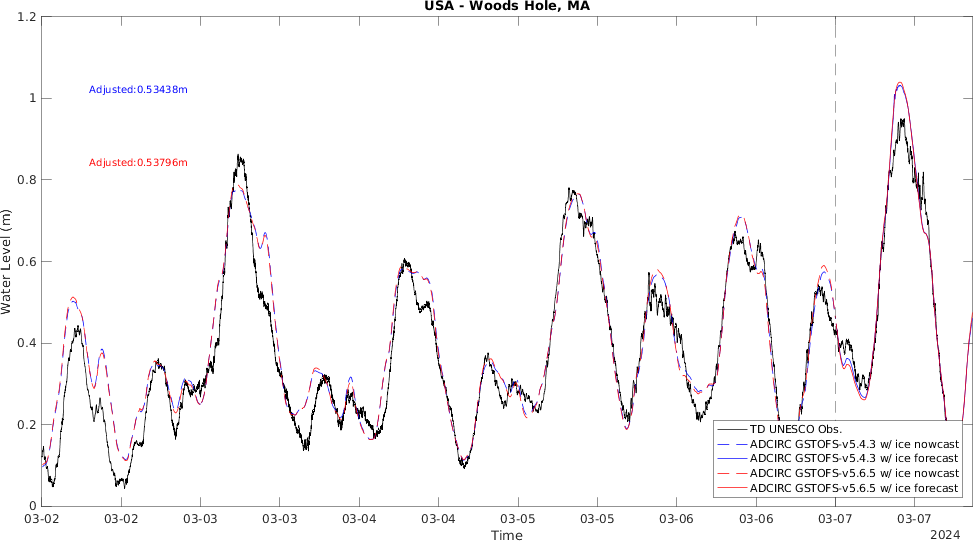 USA - Woods Hole, MA
1.2
1
0.8
0.6
0.4
0.2
0
Water Level (m)
Adjusted:0.53438m
Adjusted:0.53796m
TD UNESCO Obs.
ADCIRC GSTOFS-v5.4.3 w/ ice nowcast
ADCIRC GSTOFS-v5.4.3 w/ ice forecast
ADCIRC GSTOFS-v5.6.5 w/ ice nowcast
ADCIRC GSTOFS-v5.6.5 w/ ice forecast
03-02 03-02 03-03 03-03 03-04 03-04 03-05 03-05 03-06 03-06 03-07 03-07
Time
2024